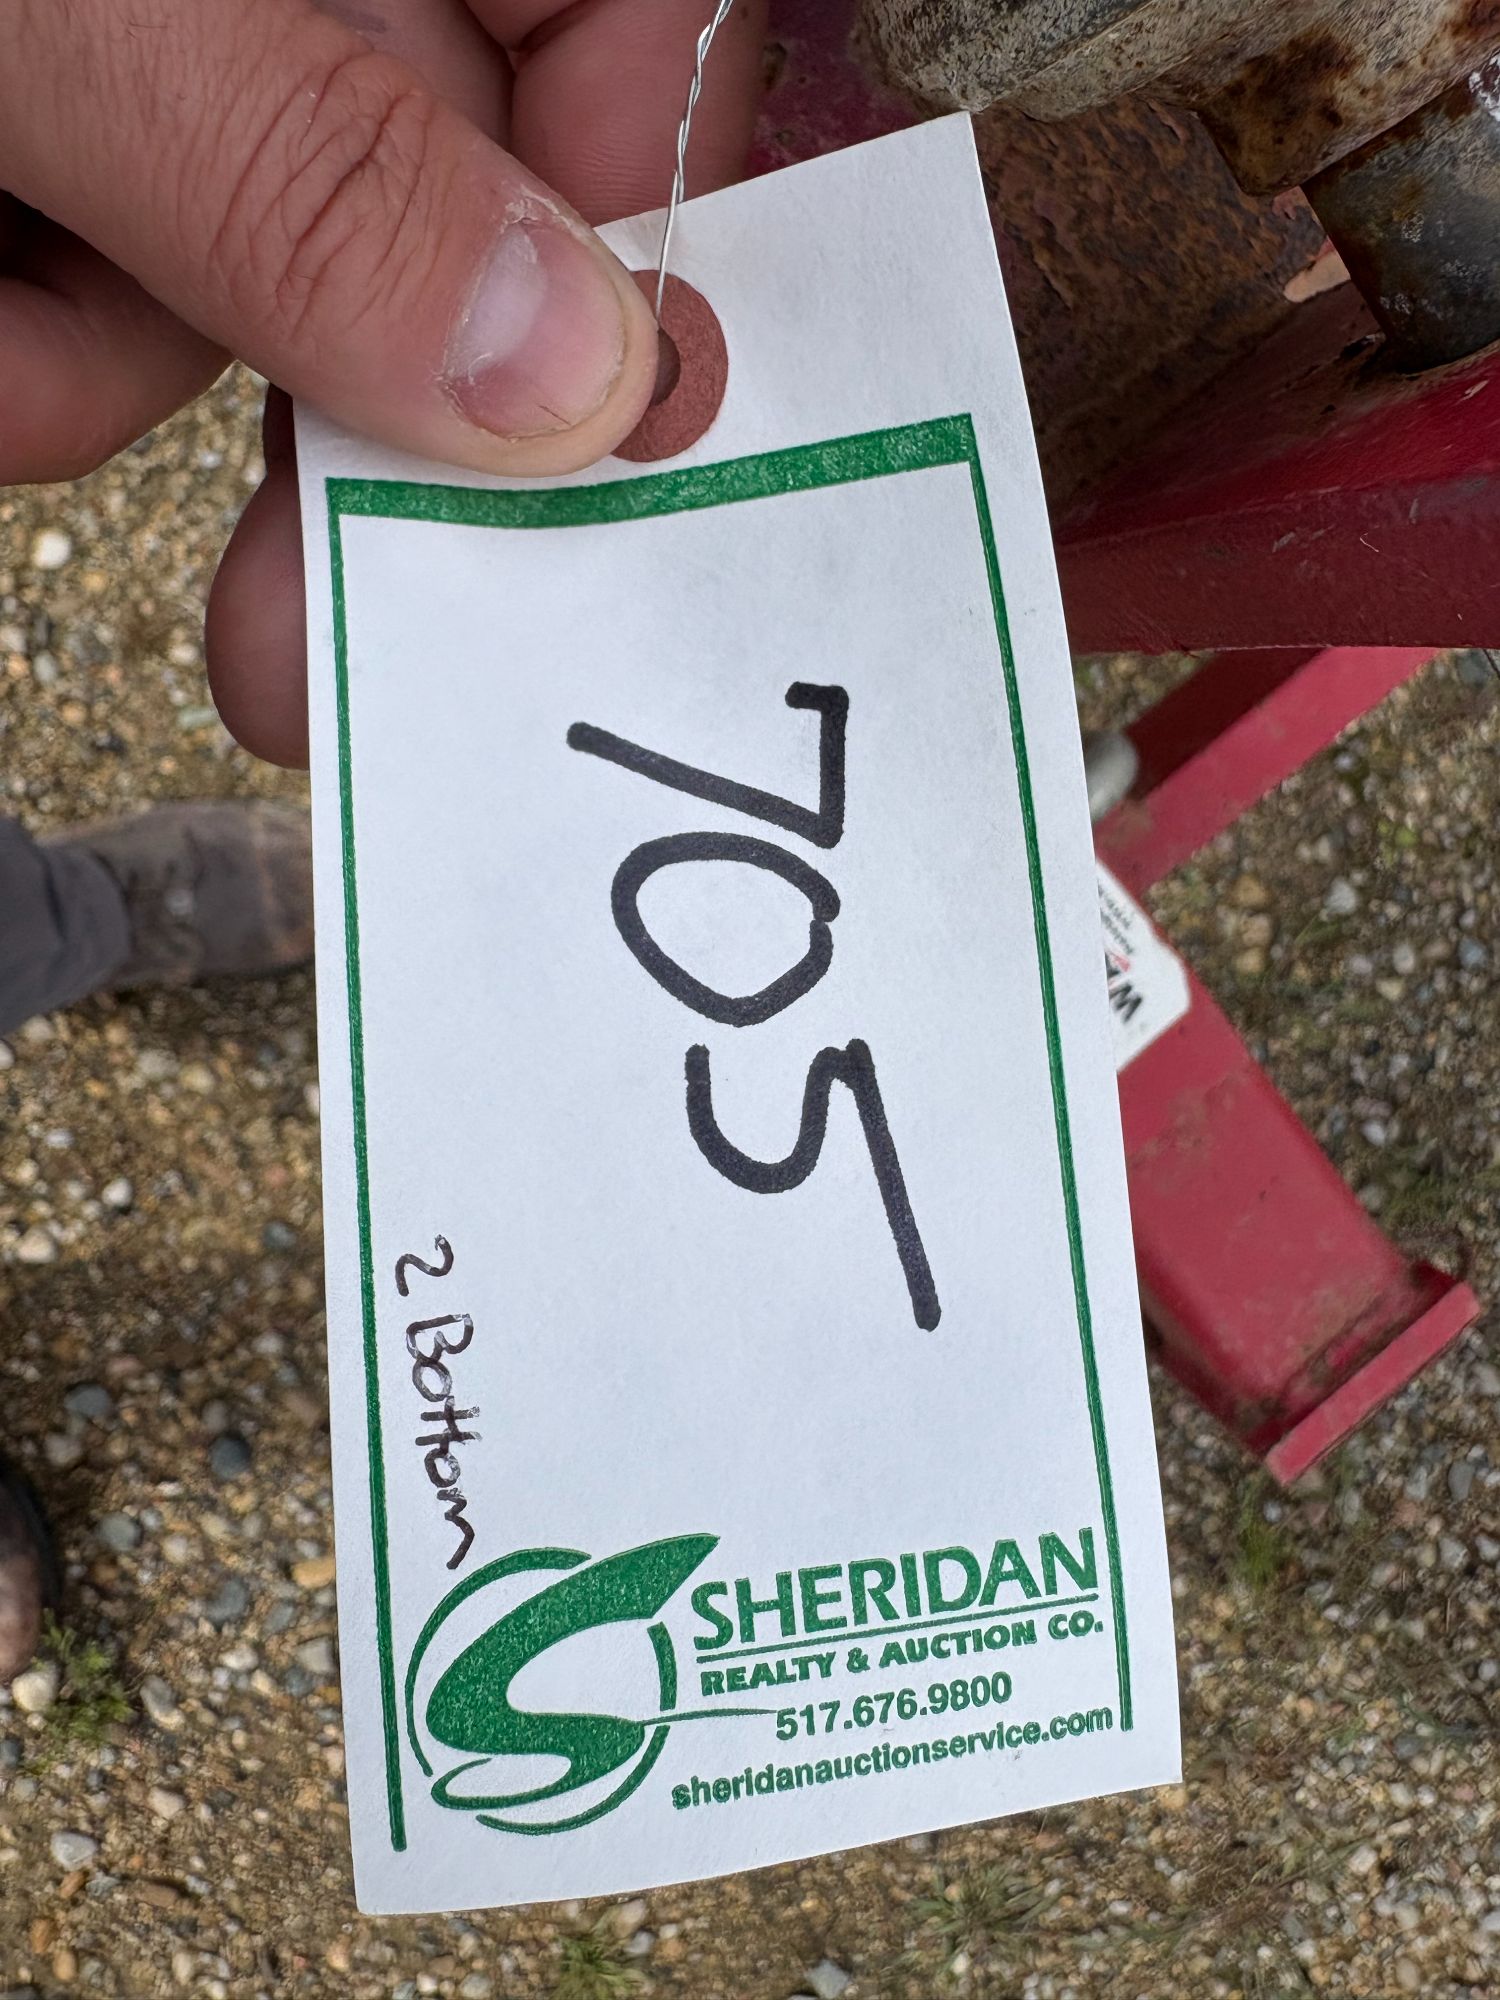 705
2 Bottom
SHERIDAN
REALTY & AUCTION CO.
517.676.9800
sheridanauctionservice.com